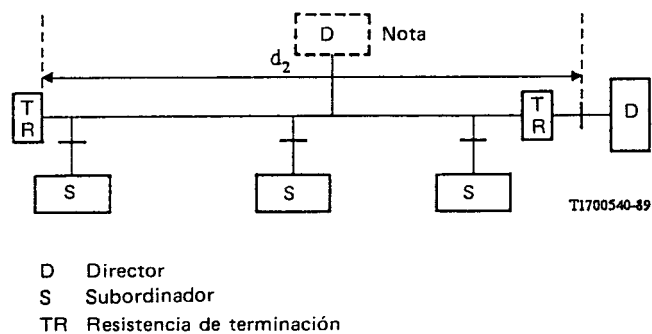 D Nota
d2
T
R
T
R
D
S
S
S
T1700540-89
D Director
S Subordinador
TR Resistencia de terminación